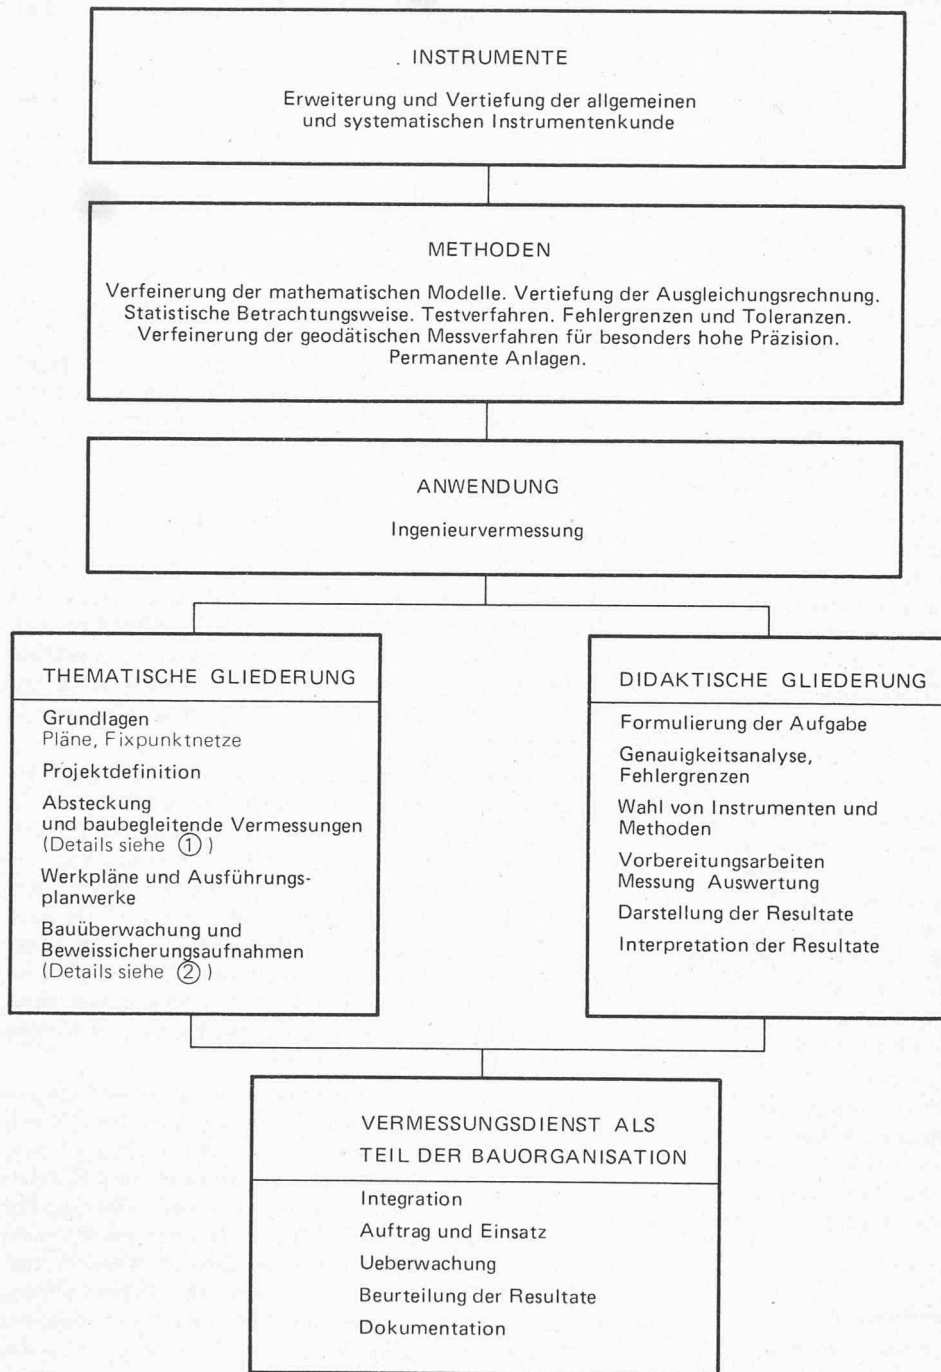 INSTRUMENTE
Erweiterung und Vertiefung der allgemeinen
und systematischen Instrumentenkunde
METHODEN
Verfeinerung der mathematischen Modelle. Vertiefung der Ausgleichungsrechnung.
Statistische Betrachtungsweise. Testverfahren. Fehlergrenzen und Toleranzen.
Verfeinerung der geodätischen Messverfahren für besonders hohe Präzision.
Permanente Anlagen.
ANWENDUNG
Ingenieurvermessung
THEMATISCHE GLIEDERUNG
Grundlagen
Pläne, Fixpunktnetze
Projektdefinition
Absteckung
und baubegleitende Vermessungen
(Details siehe ①)
Werkpläne und Ausführungs-
planwerke
Bauüberwachung und
Beweissicherungsaufnahmen
(Details siehe ②)
DIDAKTISCHE GLIEDERUNG
Formulierung der Aufgabe
Genauigkeitsanalyse,
Fehlergrenzen
Wahl von Instrumenten und
Methoden
Vorbereitungsarbeiten
Messung Auswertung
Darstellung der Resultate
Interpretation der Resultate
VERMESSUNGSDIENST ALS
TEIL DER BAUORGANISATION
Integration
Auftrag und Einsatz
Ueberwachung
Beurteilung der Resultate
Dokumentation